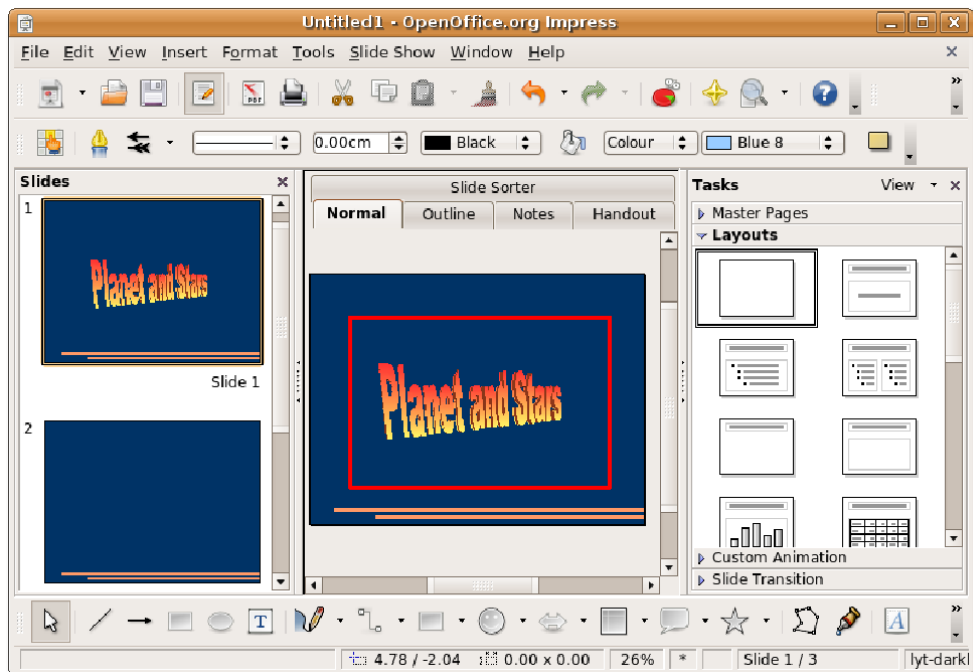 Untitled1 - OpenOffice.org Impress
File Edit View Insert Format Tools Slide Show Window Help
PDF
0.00cm Black Colour Blue 8
Slides
1
Planet and Stars
Slide 1
2
Slide Sorter
Normal Outline Notes Handout
Planet and Stars
Tasks View
Master Pages
Layouts
Custom Animation
Slide Transition
T A
4.78 / -2.04 0.00 x 0.00 26% * Slide 1 / 3 lyt-darkl